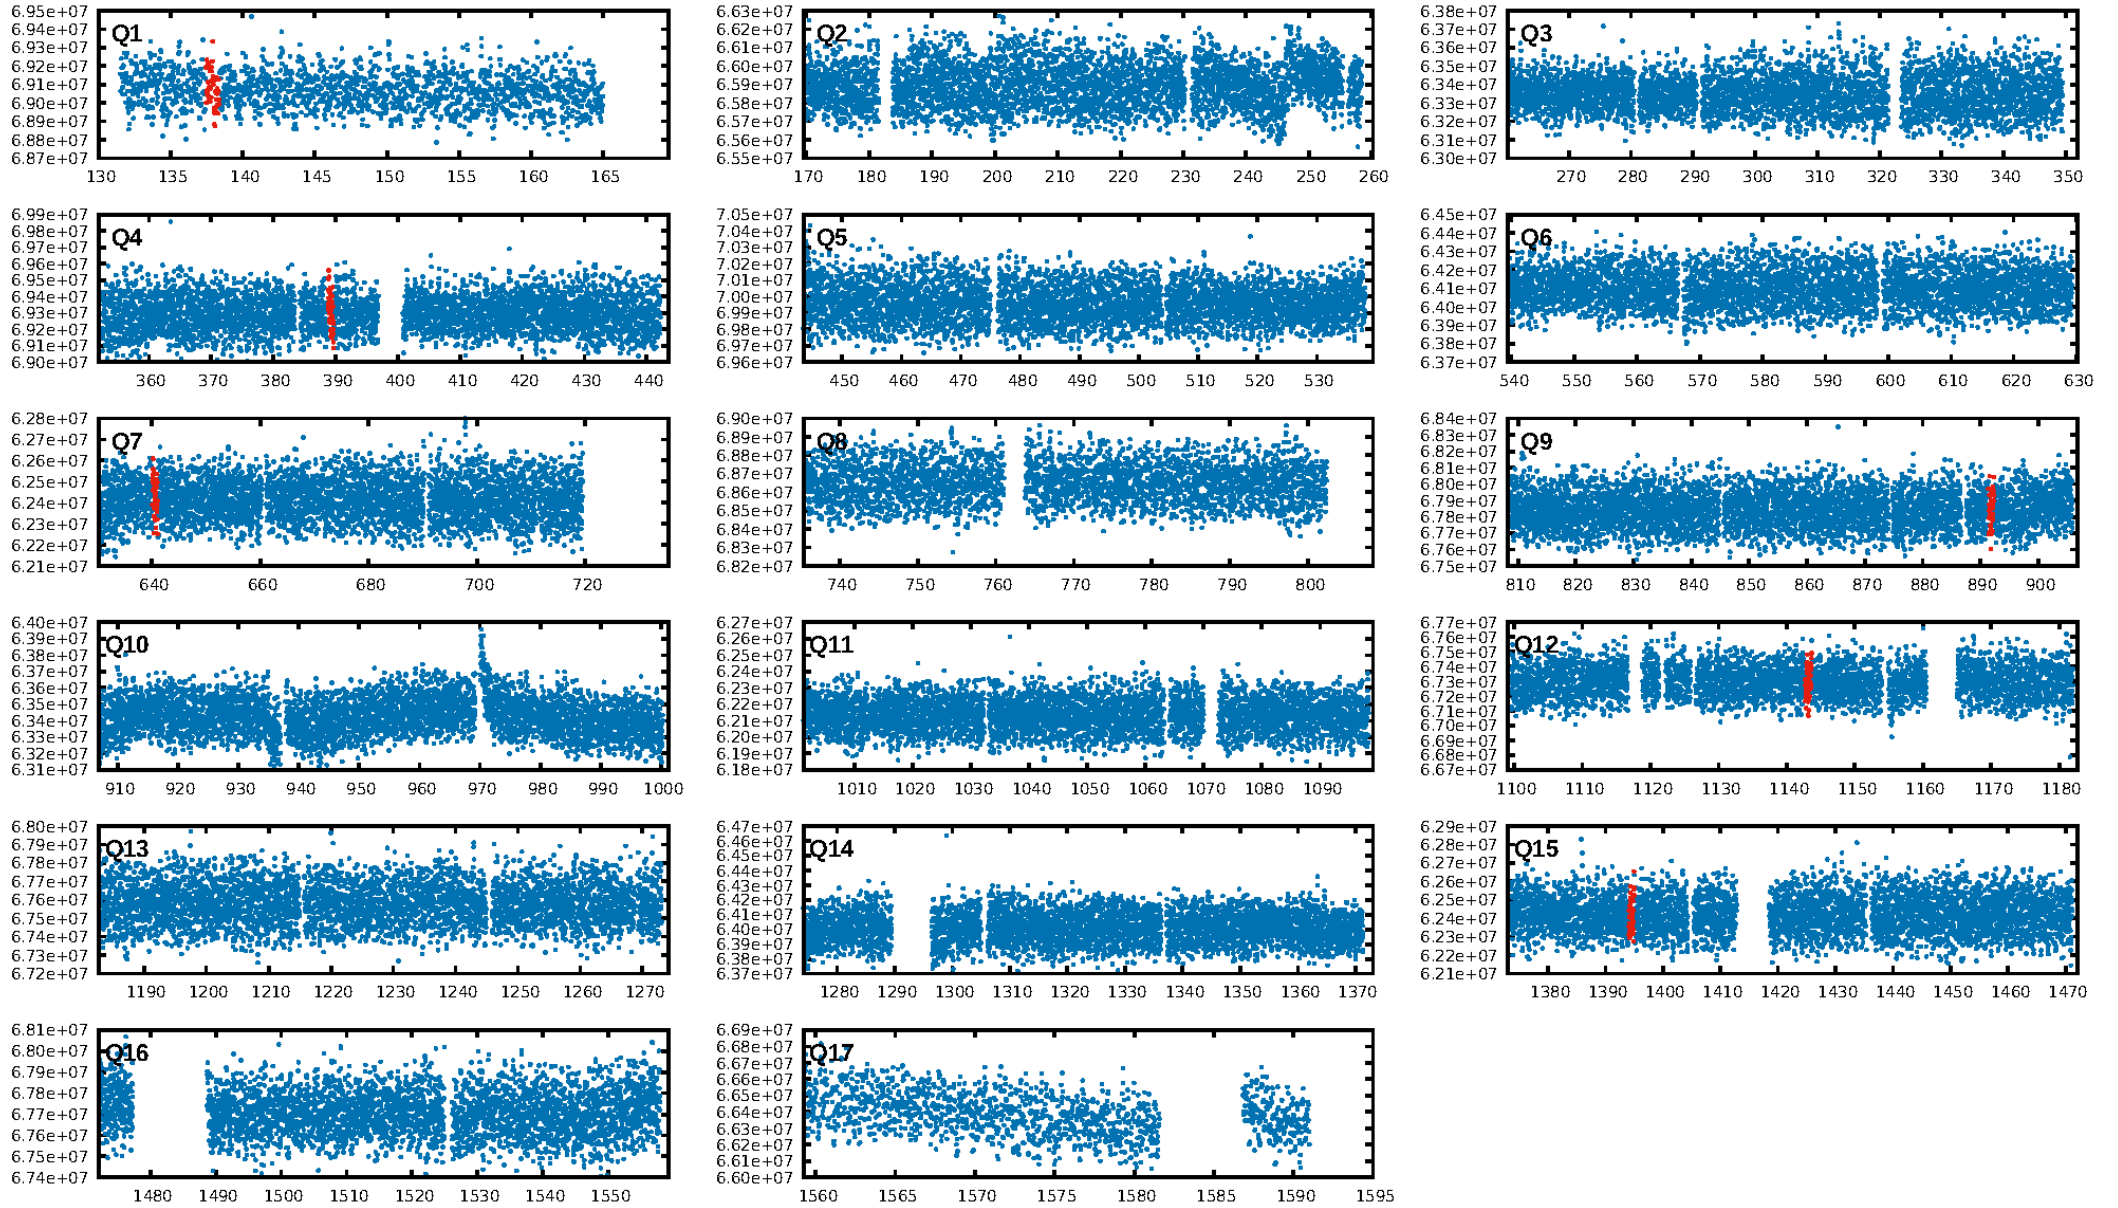 Q1
6.95e+07
6.94e+07
6.93e+07
6.92e+07
6.91e+07
6.90e+07
6.89e+07
6.88e+07
6.87e+07
130 135 140 145 150 155 160 165
Q2
6.63e+07
6.62e+07
6.61e+07
6.60e+07
6.59e+07
6.58e+07
6.57e+07
6.56e+07
6.55e+07
170 180 190 200 210 220 230 240 250 260
Q3
6.38e+07
6.37e+07
6.36e+07
6.35e+07
6.34e+07
6.33e+07
6.32e+07
6.31e+07
6.30e+07
270 280 290 300 310 320 330 340 350
Q4
6.99e+07
6.97e+07
6.96e+07
6.95e+07
6.94e+07
6.93e+07
6.92e+07
6.91e+07
6.90e+07
360 370 380 390 400 410 420 430 440
Q5
7.05e+07
7.04e+07
7.03e+07
7.02e+07
7.01e+07
7.00e+07
6.99e+07
6.98e+07
6.97e+07
6.96e+07
450 460 470 480 490 500 510 520 530
Q6
6.45e+07
6.44e+07
6.43e+07
6.42e+07
6.41e+07
6.40e+07
6.39e+07
6.38e+07
6.37e+07
540 550 560 570 580 590 600 610 620 630
Q7
6.28e+07
6.27e+07
6.26e+07
6.25e+07
6.24e+07
6.23e+07
6.22e+07
6.21e+07
640 660 680 700 720
Q8
6.90e+07
6.89e+07
6.88e+07
6.87e+07
6.86e+07
6.85e+07
6.84e+07
6.83e+07
6.82e+07
740 750 760 770 780 790 800
Q9
6.84e+07
6.83e+07
6.82e+07
6.81e+07
6.80e+07
6.79e+07
6.78e+07
6.77e+07
6.76e+07
6.75e+07
810 820 830 840 850 860 870 880 890 900
Q10
6.40e+07
6.39e+07
6.38e+07
6.37e+07
6.36e+07
6.35e+07
6.34e+07
6.33e+07
6.32e+07
6.31e+07
910 920 930 940 950 960 970 980 990 1000
Q11
6.27e+07
6.26e+07
6.25e+07
6.24e+07
6.23e+07
6.22e+07
6.21e+07
6.20e+07
6.19e+07
6.18e+07
1010 1020 1030 1040 1050 1060 1070 1080 1090
Q12
6.77e+07
6.76e+07
6.75e+07
6.74e+07
6.73e+07
6.72e+07
6.71e+07
6.70e+07
6.69e+07
6.68e+07
6.67e+07
1100 1110 1120 1130 1140 1150 1160 1170 1180
Q13
6.80e+07
6.79e+07
6.78e+07
6.77e+07
6.76e+07
6.75e+07
6.74e+07
6.73e+07
6.72e+07
1190 1200 1210 1220 1230 1240 1250 1260 1270
Q14
6.47e+07
6.46e+07
6.45e+07
6.44e+07
6.43e+07
6.42e+07
6.41e+07
6.40e+07
6.39e+07
6.38e+07
6.37e+07
1280 1290 1300 1310 1320 1330 1340 1350 1360 1370
Q15
6.29e+07
6.28e+07
6.27e+07
6.26e+07
6.25e+07
6.24e+07
6.23e+07
6.22e+07
6.21e+07
1380 1390 1400 1410 1420 1430 1440 1450 1460 1470
Q16
6.81e+07
6.80e+07
6.79e+07
6.78e+07
6.77e+07
6.76e+07
6.75e+07
6.74e+07
1480 1490 1500 1510 1520 1530 1540 1550
Q17
6.69e+07
6.68e+07
6.67e+07
6.66e+07
6.65e+07
6.64e+07
6.63e+07
6.62e+07
6.61e+07
6.60e+07
1560 1565 1570 1575 1580 1585 1590 1595